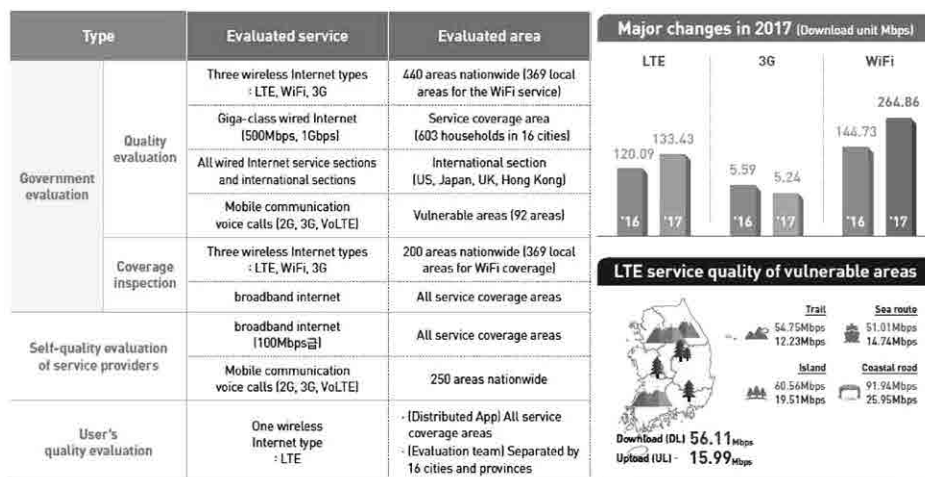 Type
Evaluated service
Evaluated area
Government
evaluation
Quality
evaluation
Three wireless Internet types
: LTE, WiFi, 3G
440 areas nationwide (369 local
areas for the WiFi service)
Giga-class wired Internet
(500Mbps, 1Gbps)
Service coverage area
(603 households in 16 cities)
All wired Internet service sections
and international sections
International section
(US, Japan, UK, Hong Kong)
Mobile communication
voice calls (2G, 3G, VoLTE)
Vulnerable areas (92 areas)
Coverage
inspection
Three wireless Internet types
: LTE, WiFi, 3G
200 areas nationwide (369 local
areas for WiFi coverage)
broadband internet
All service coverage areas
Self-quality evaluation
of service providers
broadband internet
(100Mbps급)
All service coverage areas
Mobile communication
voice calls (2G, 3G, VoLTE)
250 areas nationwide
User's
quality evaluation
One wireless
Internet type
: LTE
· (Distributed App) All service
coverage areas
· (Evaluation team) Separated by
16 cities and provinces
Major changes in 2017 (Download unit Mbps)
LTE
3G
WiFi
120.09
133.43
5.59
5.24
144.73
264.86
'16
'17
'16
'17
'16
'17
LTE service quality of vulnerable areas
Trail
54.75Mbps
12.23Mbps
Sea route
51.01Mbps
14.74Mbps
Island
60.56Mbps
19.51Mbps
Coastal road
91.94Mbps
25.95Mbps
Download (DL) 56.11Mbps
Upload (UL) - 15.99Mbps